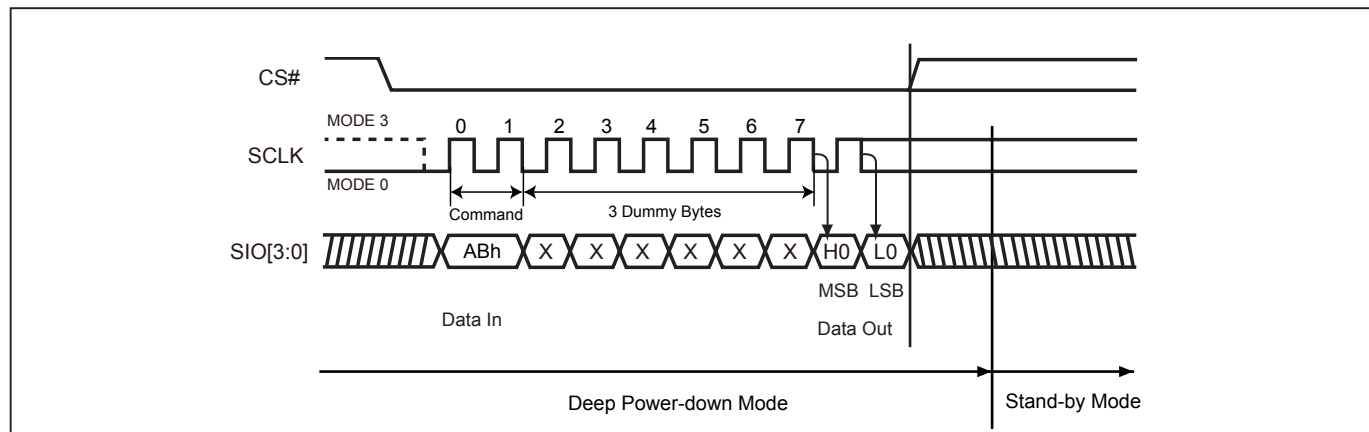 CS#
MODE 3
0 1 2 3 4 5 6 7
SCLK
MODE 0
Command
3 Dummy Bytes
SIO[3:0]
ABh X X X X X X H0 L0
MSB LSB
Data In
Data Out
Deep Power-down Mode
Stand-by Mode